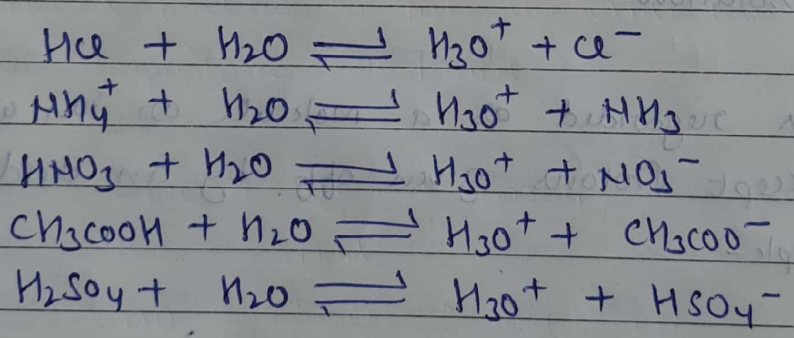 HCl + H2O ⇌ H3O+ + Cl-
NH4+ + H2O ⇌ H3O+ + NH3
HNO3 + H2O ⇌ H3O+ + NO3-
CH3COOH + H2O ⇌ H3O+ + CH3COO-
H2SO4 + H2O ⇌ H3O+ + HSO4-